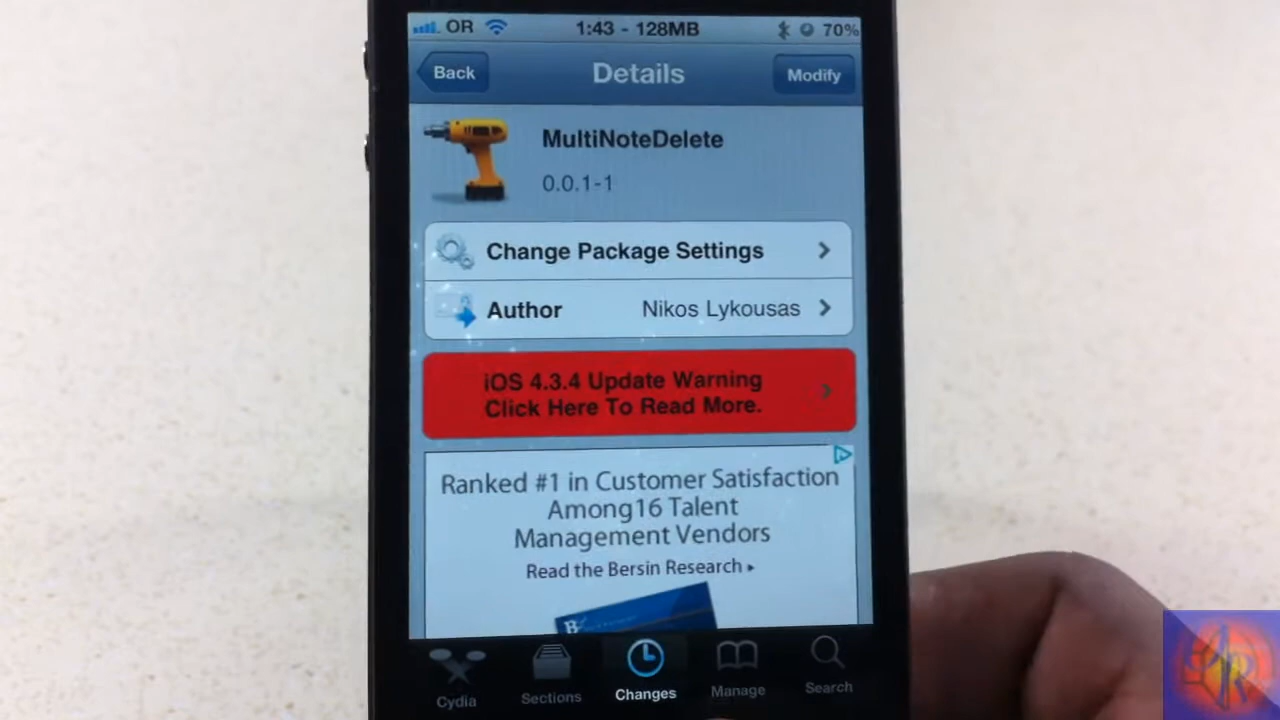 OR 1:43 - 128MB 70%
Back Details Modify
MultiNoteDelete
0.0.1-1
Change Package Settings
Author Nikos Lykousas
iOS 4.3.4 Update Warning
Click Here To Read More.
Ranked #1 in Customer Satisfaction
Among16 Talent
Management Vendors
Read the Bersin Research
Cydia Sections Changes Manage Search